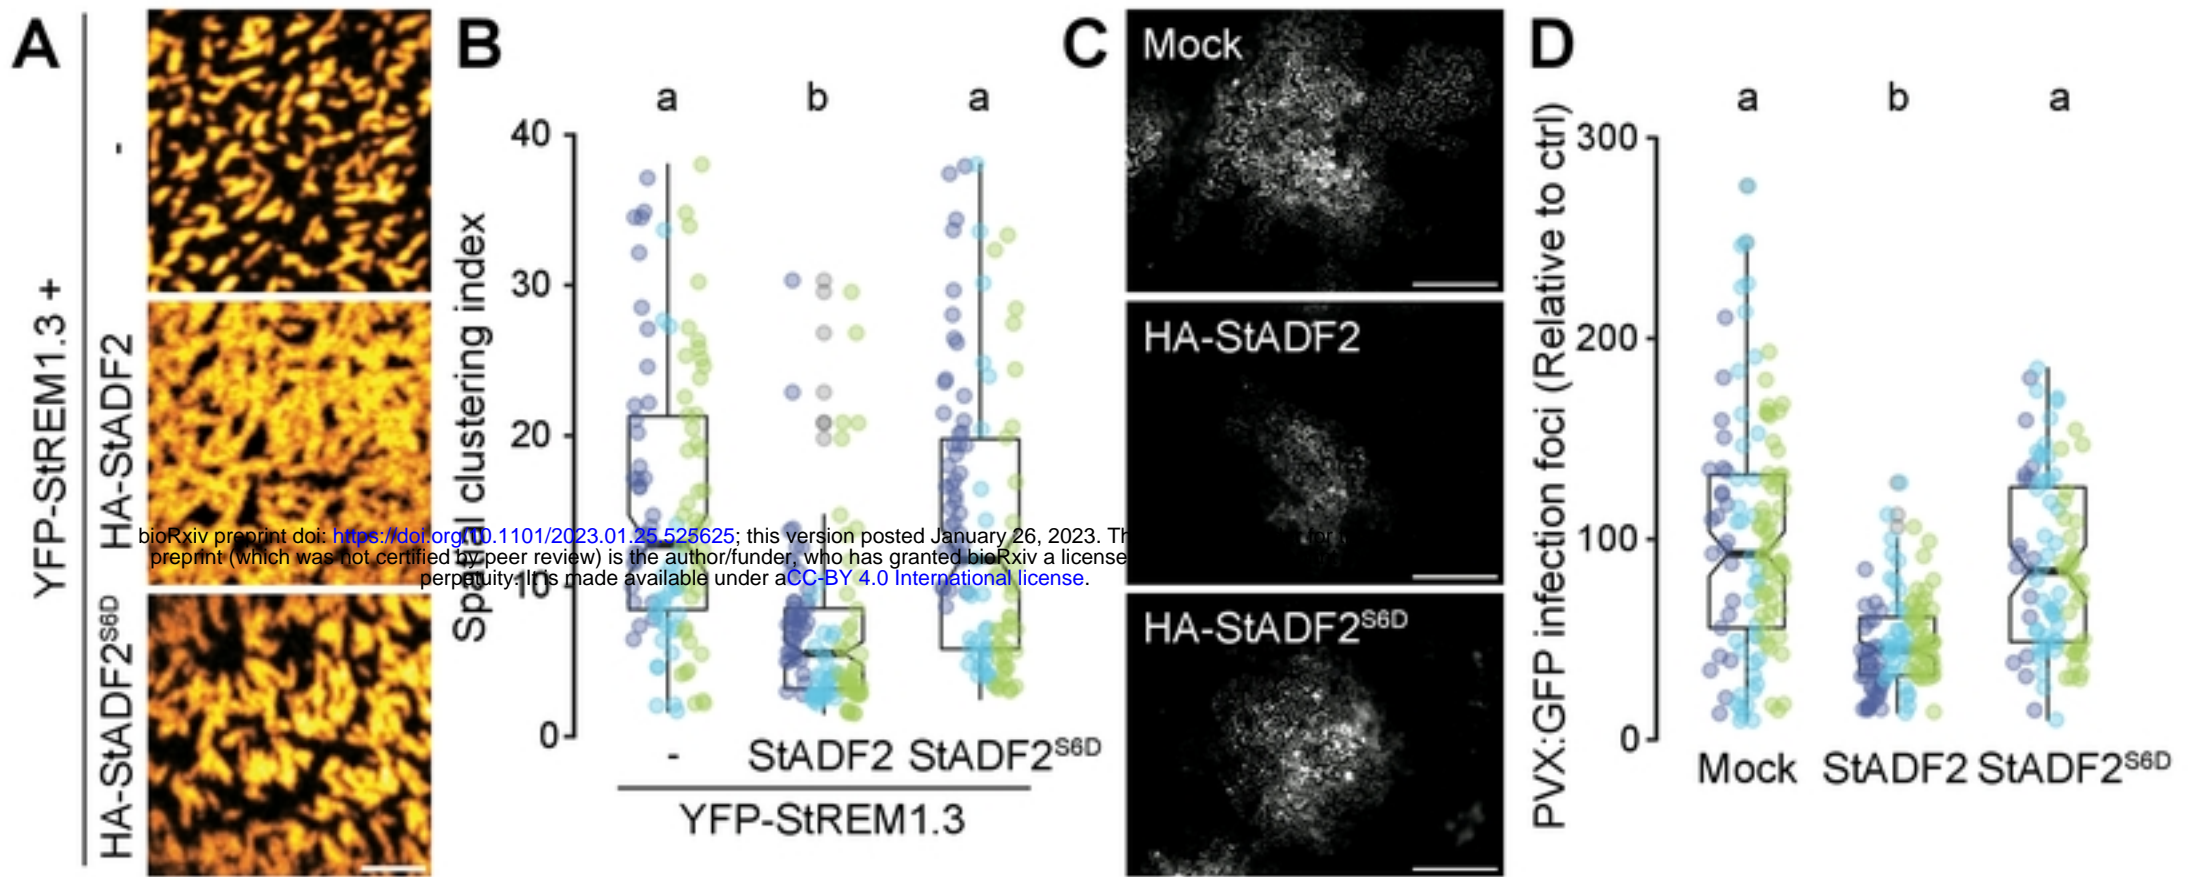 A
YFP-StREM1.3 +
-
HA-StADF2
HA-StADF2S6D
B
Spatial clustering index
40
30
20
10
0
a
b
a
-
StADF2
StADF2S6D
YFP-StREM1.3
bioRxiv preprint doi: https://doi.org/10.1101/2023.01.25.525625; this version posted January 26, 2023. Th
for
preprint (which was not certified by peer review) is the author/funder, who has granted bioRxiv a license
perpetuity. It is made available under aCC-BY 4.0 International license.
C
Mock
HA-StADF2
HA-StADF2S6D
D
PVX:GFP infection foci (Relative to ctrl)
300
200
100
0
a
b
a
Mock
StADF2
StADF2S6D